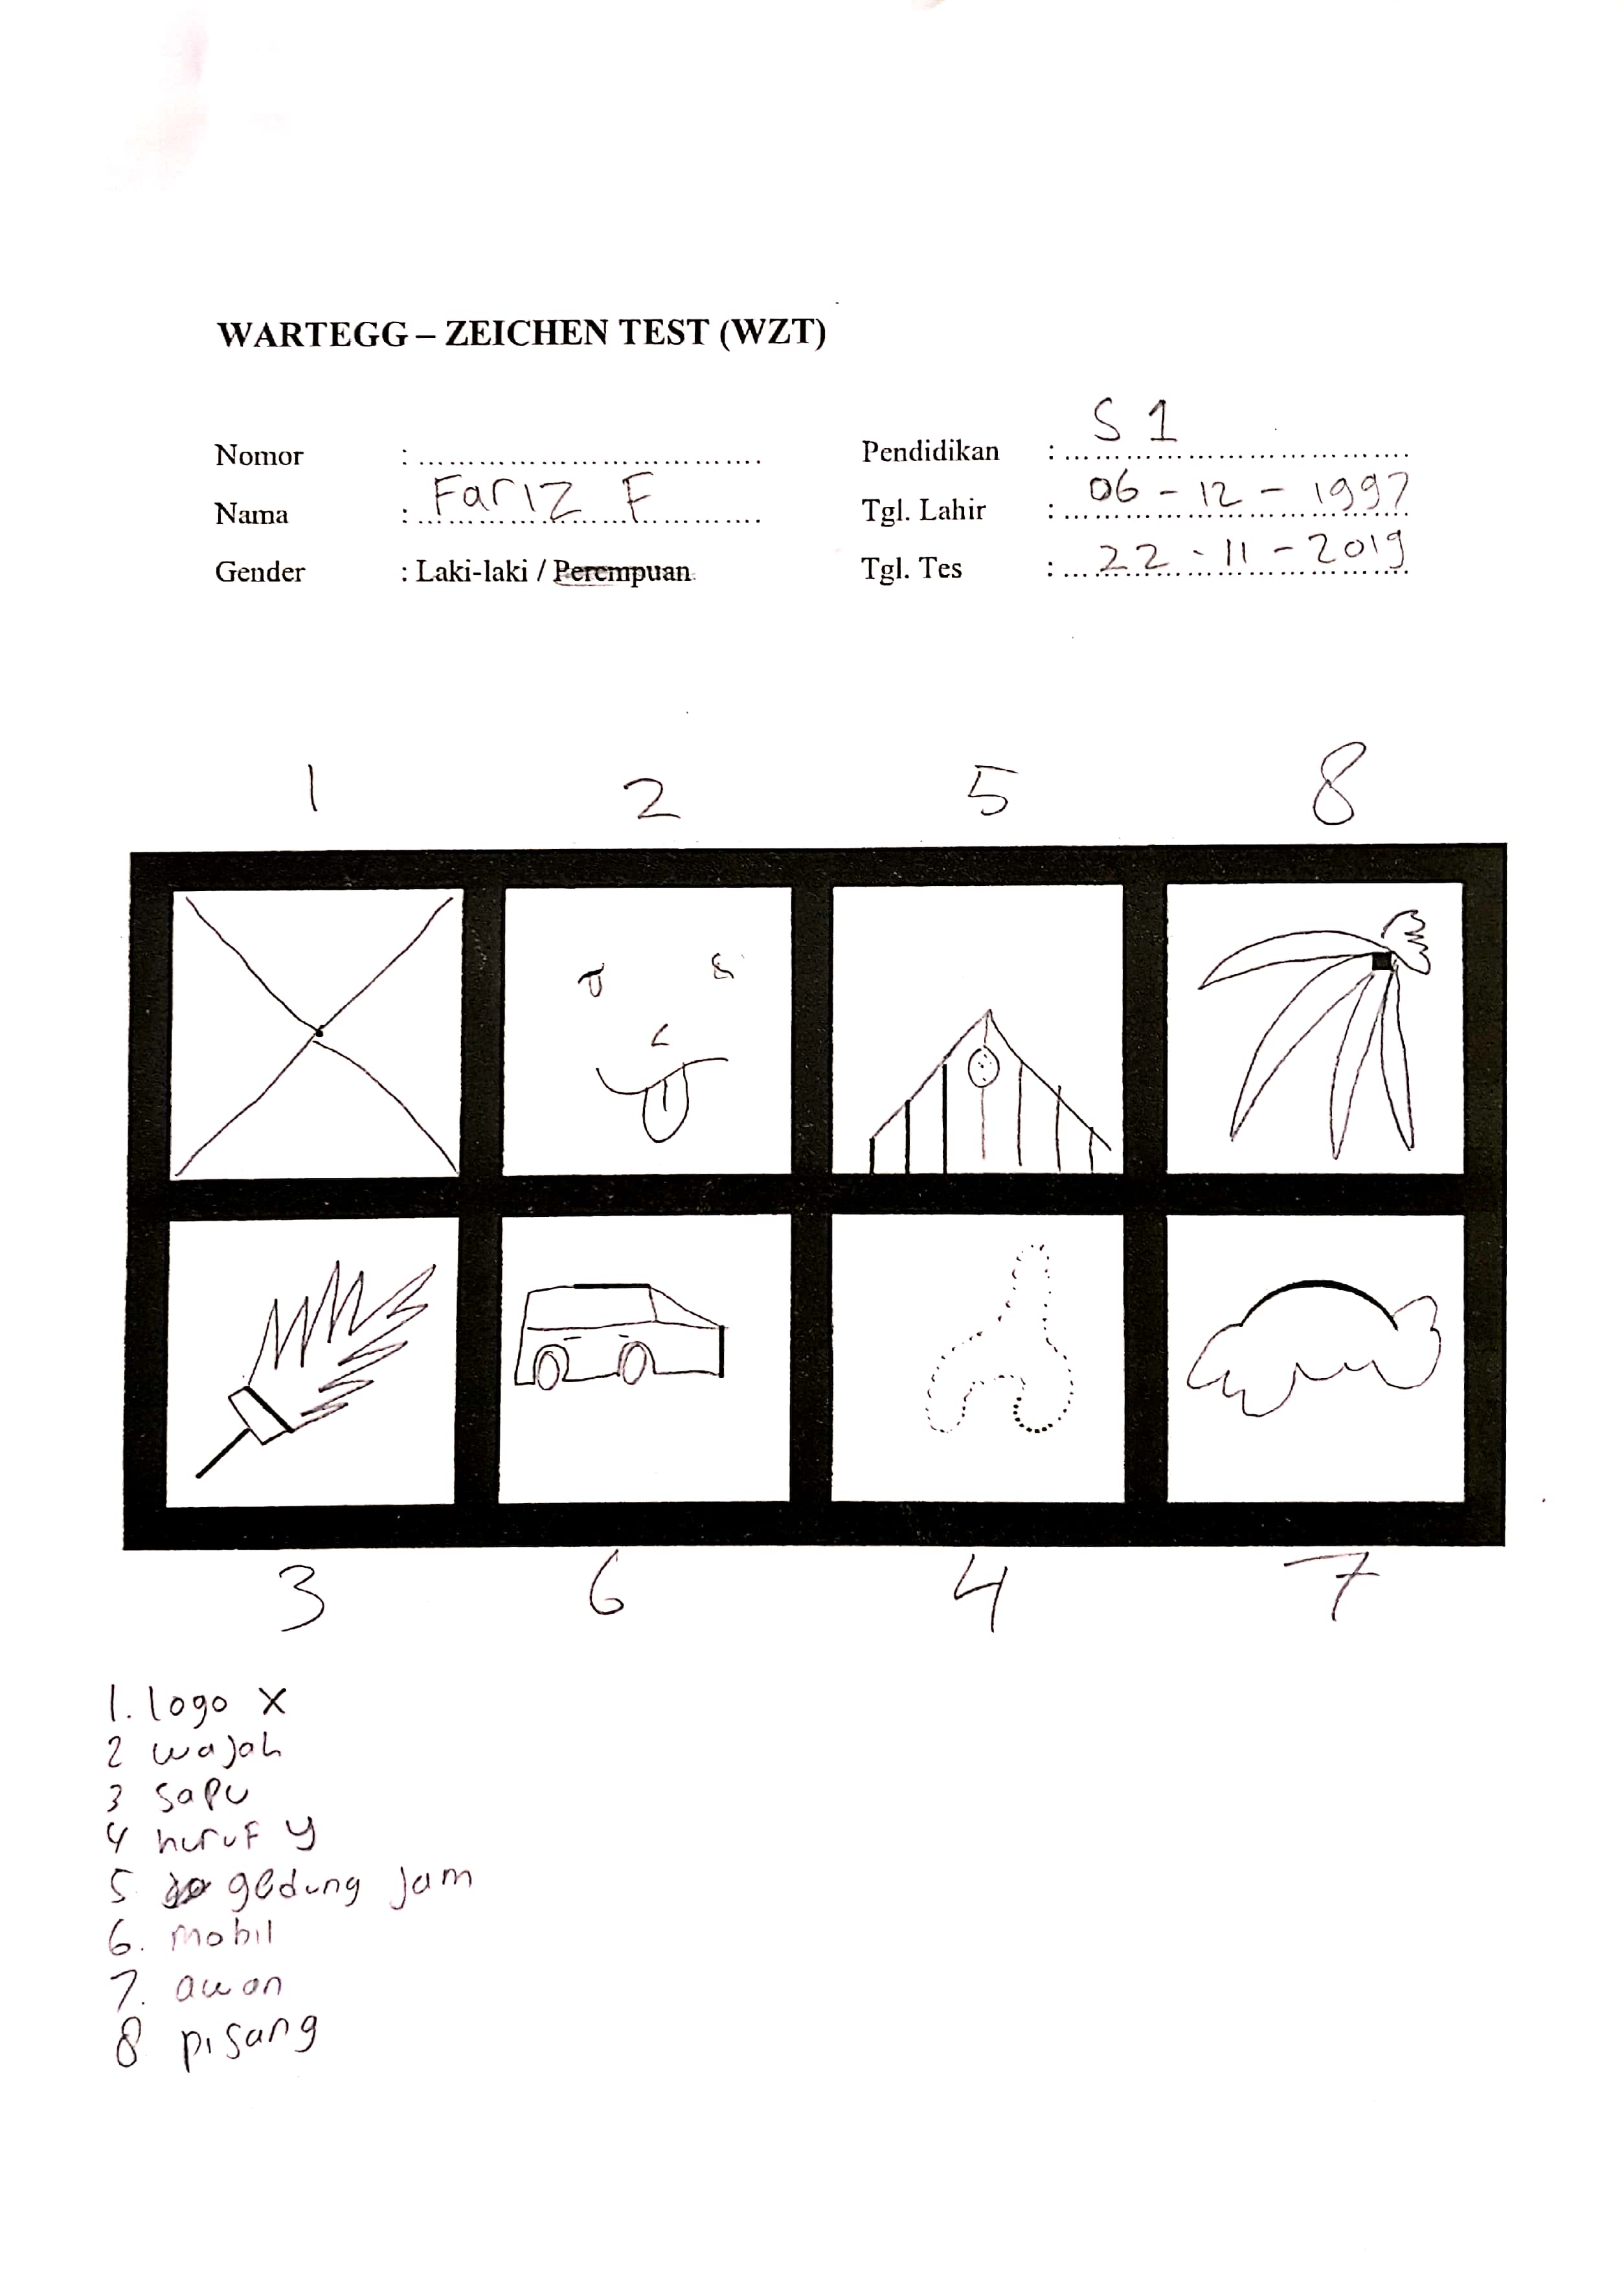 WARTEGG – ZEICHEN TEST (WZT)
Nomor : ........................................
Nama : Fariz F
Gender : Laki-laki / Perempuan
Pendidikan : S1
Tgl. Lahir : 06 - 12 - 1997
Tgl. Tes : 22 - 11 - 2019
1 2 5 8
3 6 4 7
1. logo X
2 wajah
3 sapu
4 huruf y
5 gedung jam
6. mobil
7. awan
8 pisang